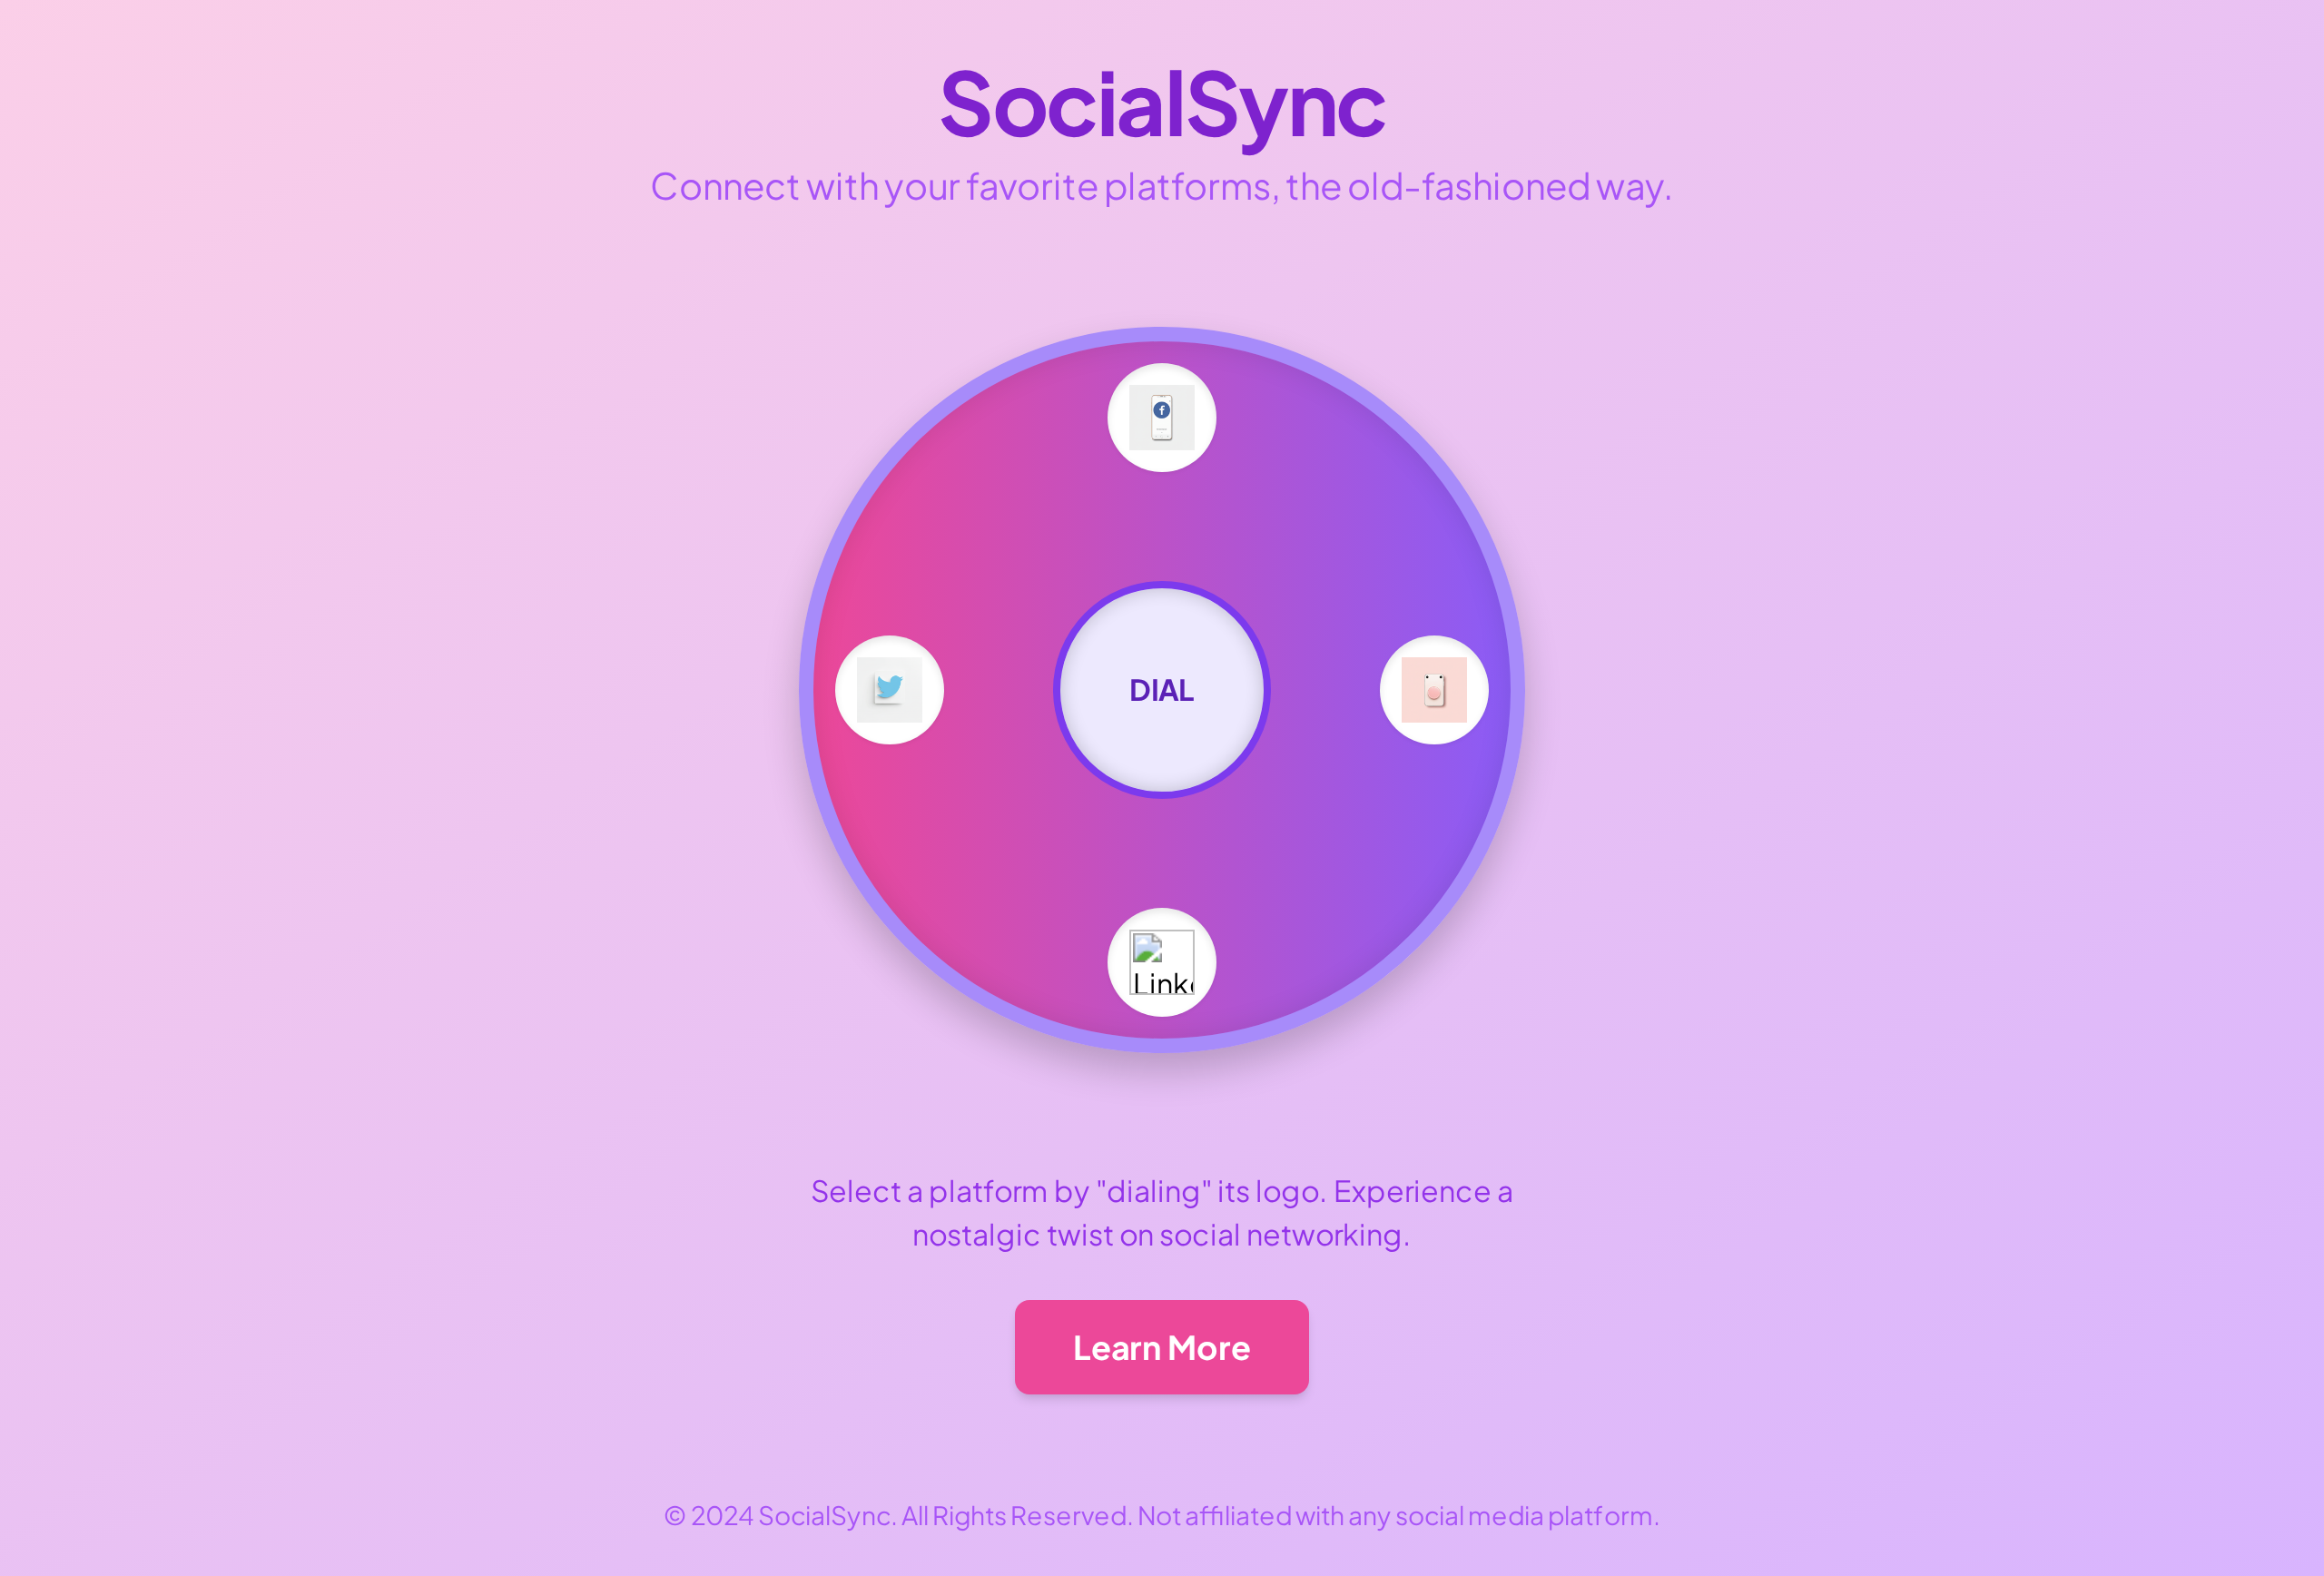 SocialSync
Connect with your favorite platforms, the old-fashioned way.
f
DIAL
Select a platform by "dialing" its logo. Experience a
nostalgic twist on social networking.
Learn More
© 2024 SocialSync. All Rights Reserved. Not affiliated with any social media platform.